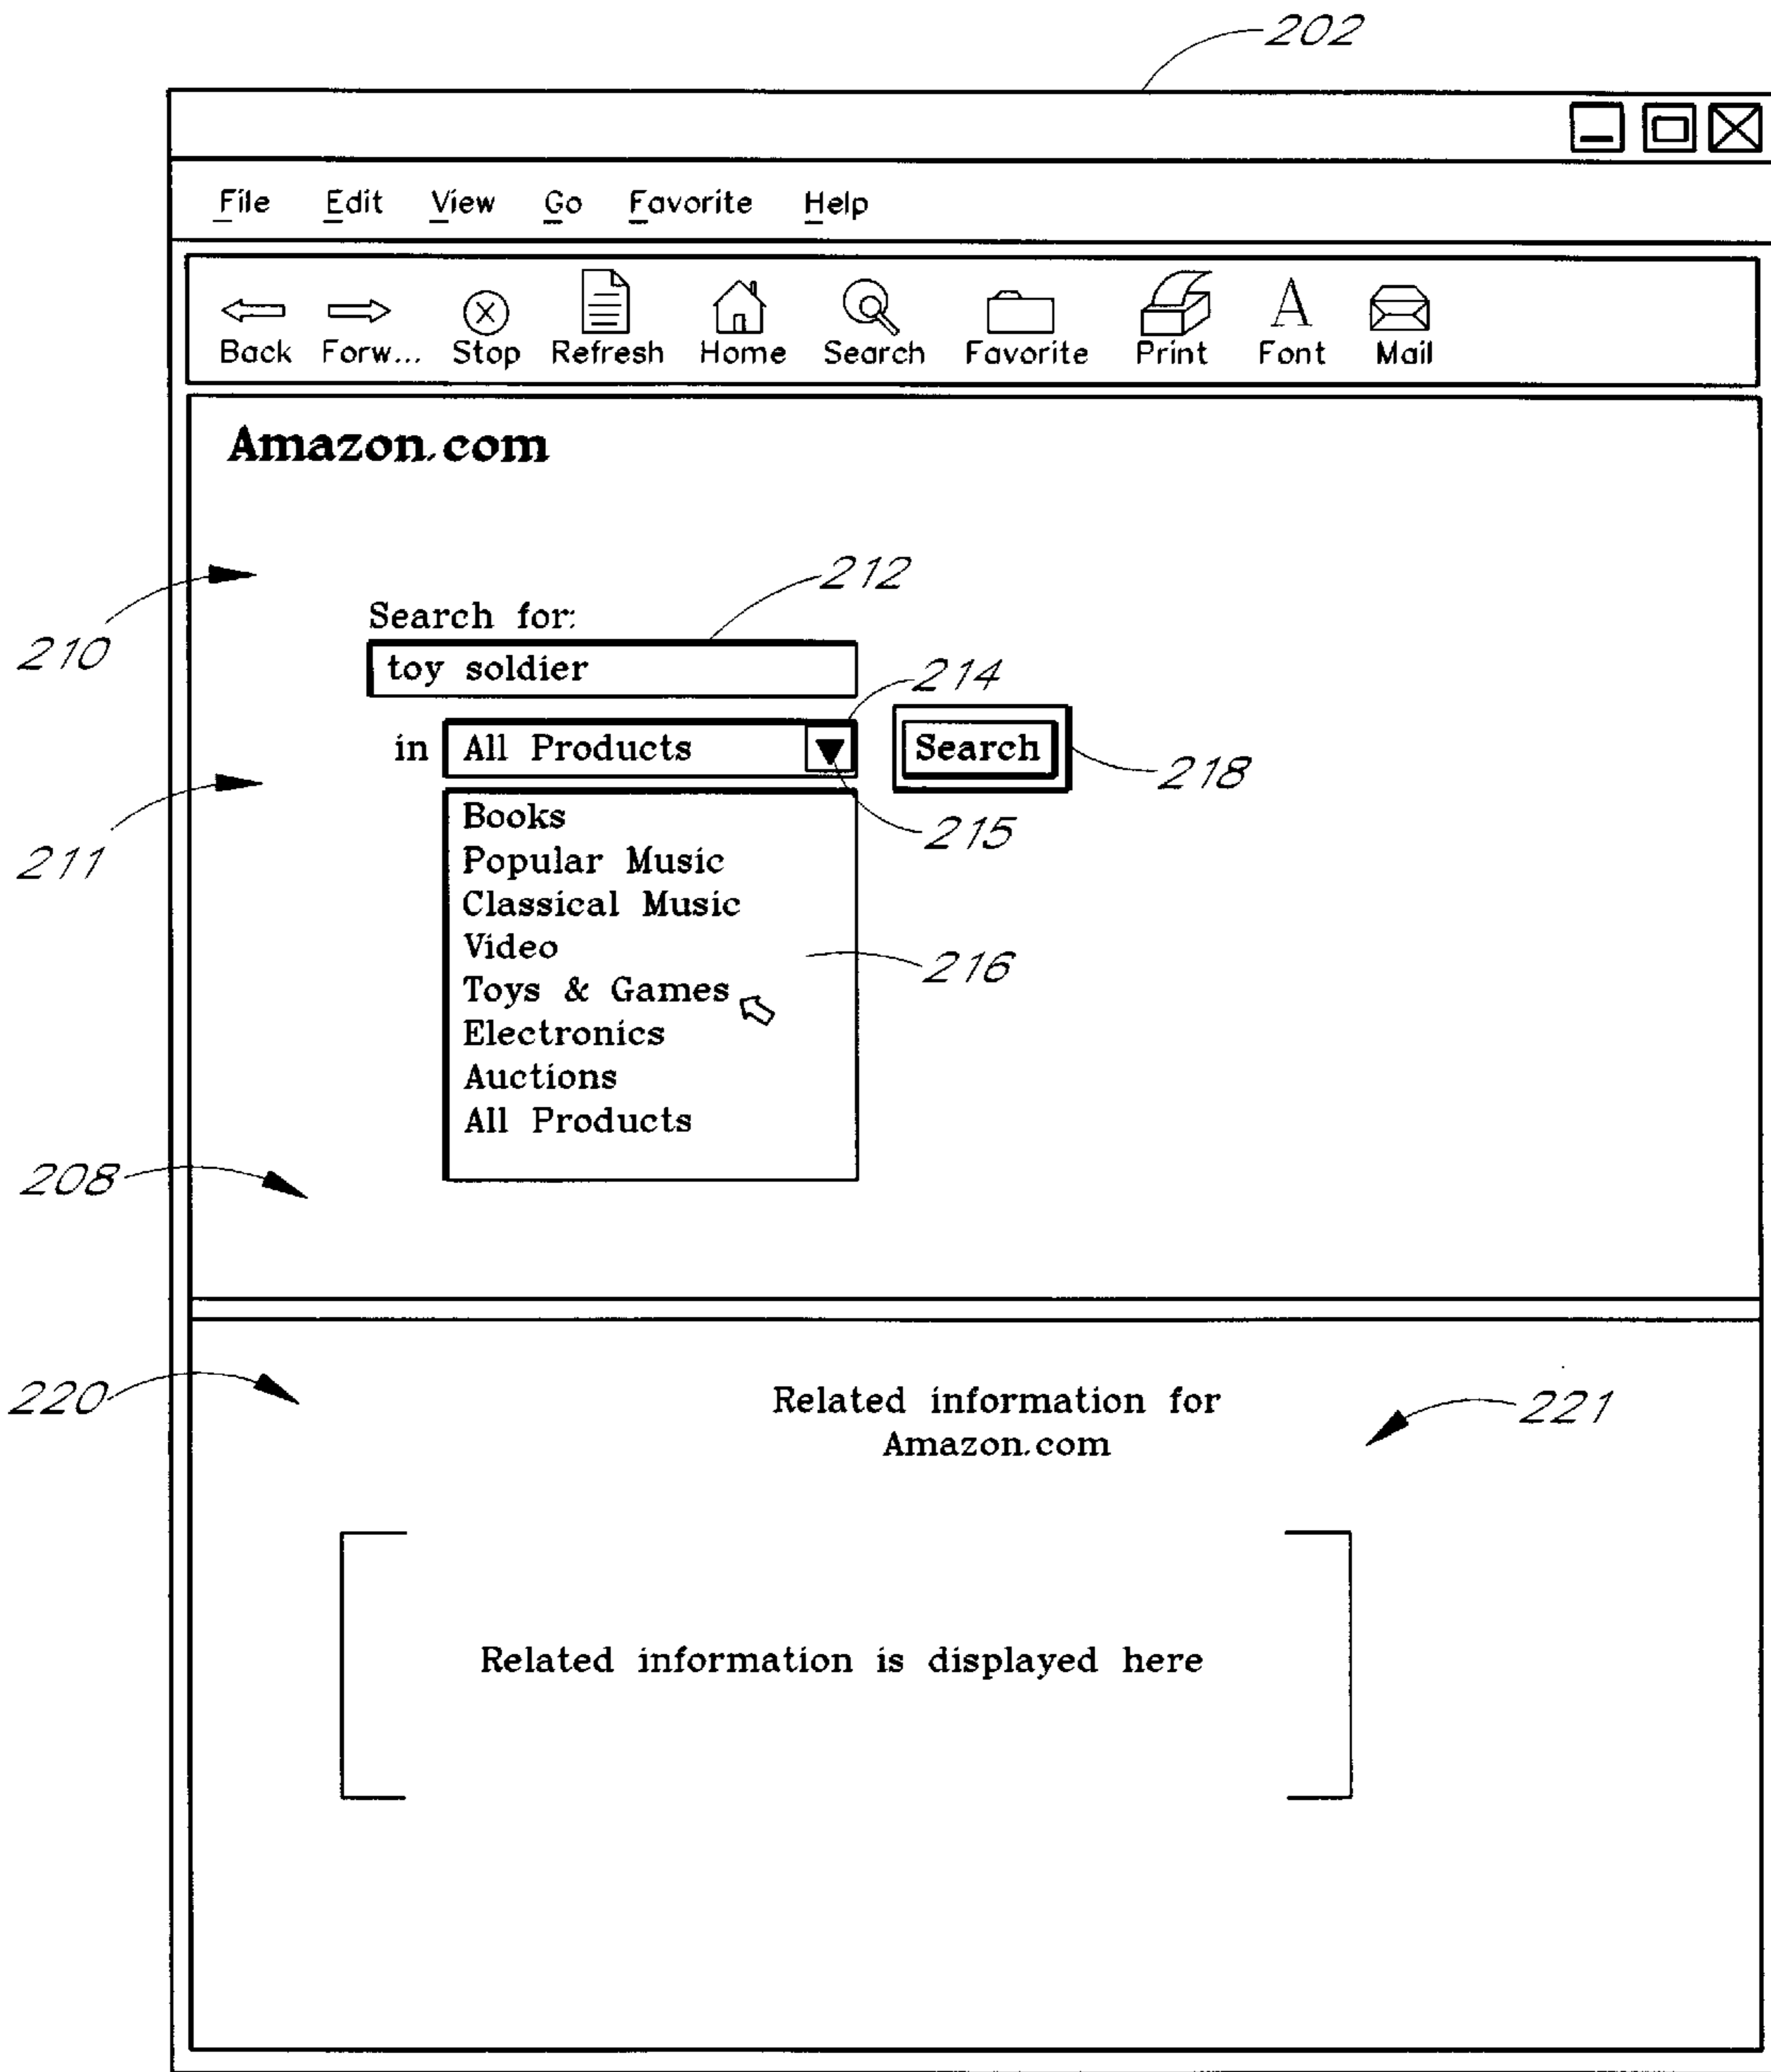 202
File Edit View Go Favorite Help
Back Forw... Stop Refresh Home Search Favorite Print Font Mail
Amazon.com
210
212
Search for:
toy soldier
214
in All Products Search
218
211
215
Books
Popular Music
Classical Music
Video
216
Toys & Games
Electronics
Auctions
All Products
208
220
Related information for
221
Amazon.com
Related information is displayed here